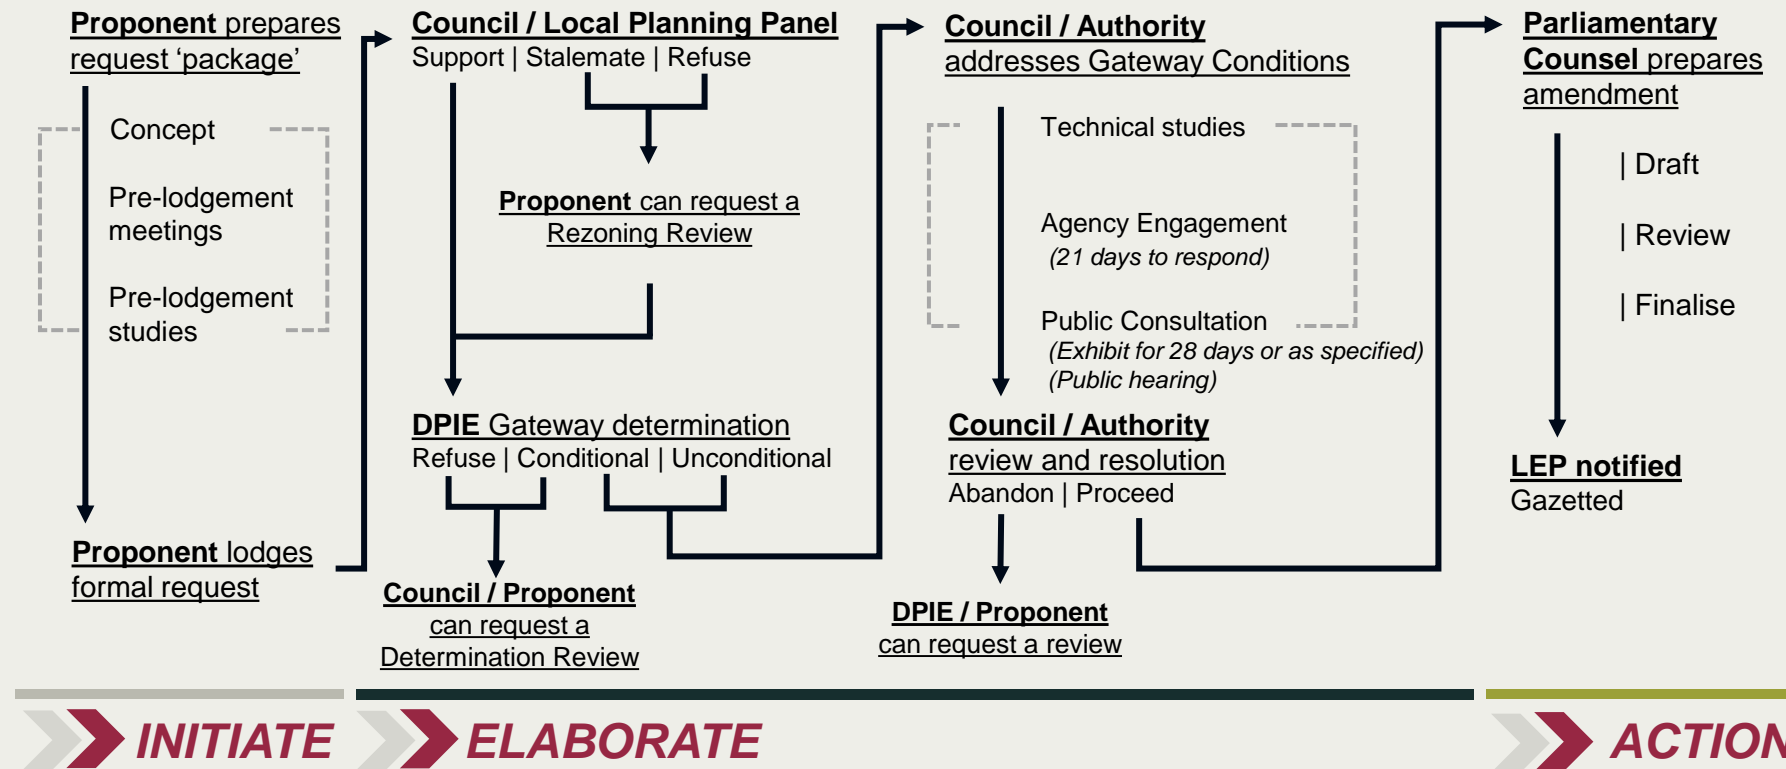 Proponent prepares
request ‘package’
Concept
Pre-lodgement
meetings
Pre-lodgement
studies
Proponent lodges
formal request
Council / Local Planning Panel
Support | Stalemate | Refuse
Proponent can request a
Rezoning Review
DPIE Gateway determination
Refuse | Conditional | Unconditional
Council / Proponent
can request a
Determination Review
Council / Authority
addresses Gateway Conditions
Technical studies
Agency Engagement
(21 days to respond)
Public Consultation
(Exhibit for 28 days or as specified)
(Public hearing)
Council / Authority
review and resolution
Abandon | Proceed
DPIE / Proponent
can request a review
Parliamentary
Counsel prepares
amendment
| Draft
| Review
| Finalise
LEP notified
Gazetted
INITIATE
ELABORATE
ACTION